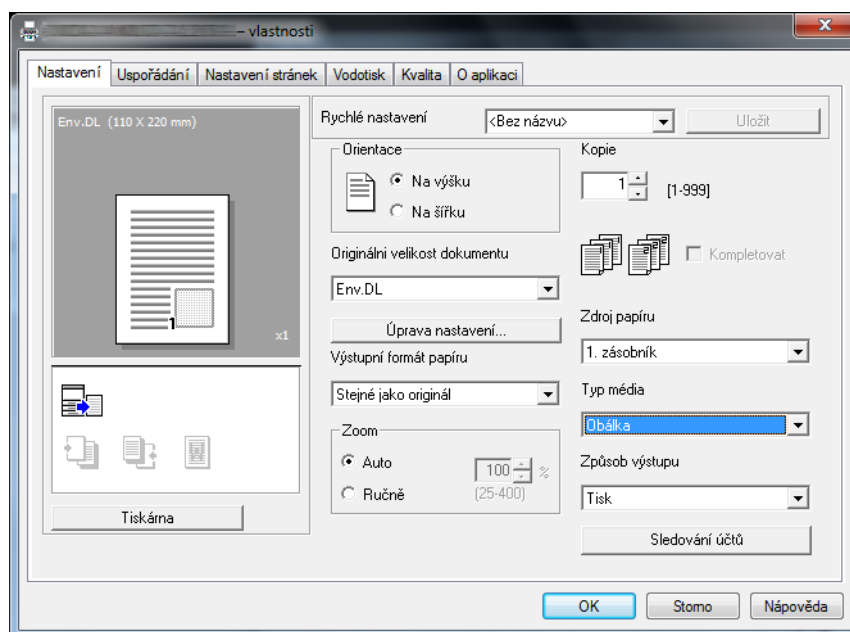 – vlastnosti
Nastavení Uspořádání Nastavení stránek Vodotisk Kvalita O aplikaci
Env.DL (110 X 220 mm)
1
x1
Tiskárna
Rychlé nastavení <Bez názvu> Uložit
Orientace
Na výšku
Na šířku
Originálni velikost dokumentu
Env.DL
Úprava nastavení...
Výstupní formát papíru
Stejné jako originál
Zoom
Auto
Ručně
100 %
(25-400)
Kopie
1 [1-999]
Kompletovat
Zdroj papíru
1. zásobník
Typ média
Obálka
Způsob výstupu
Tisk
Sledování účtů
OK Storno Nápověda